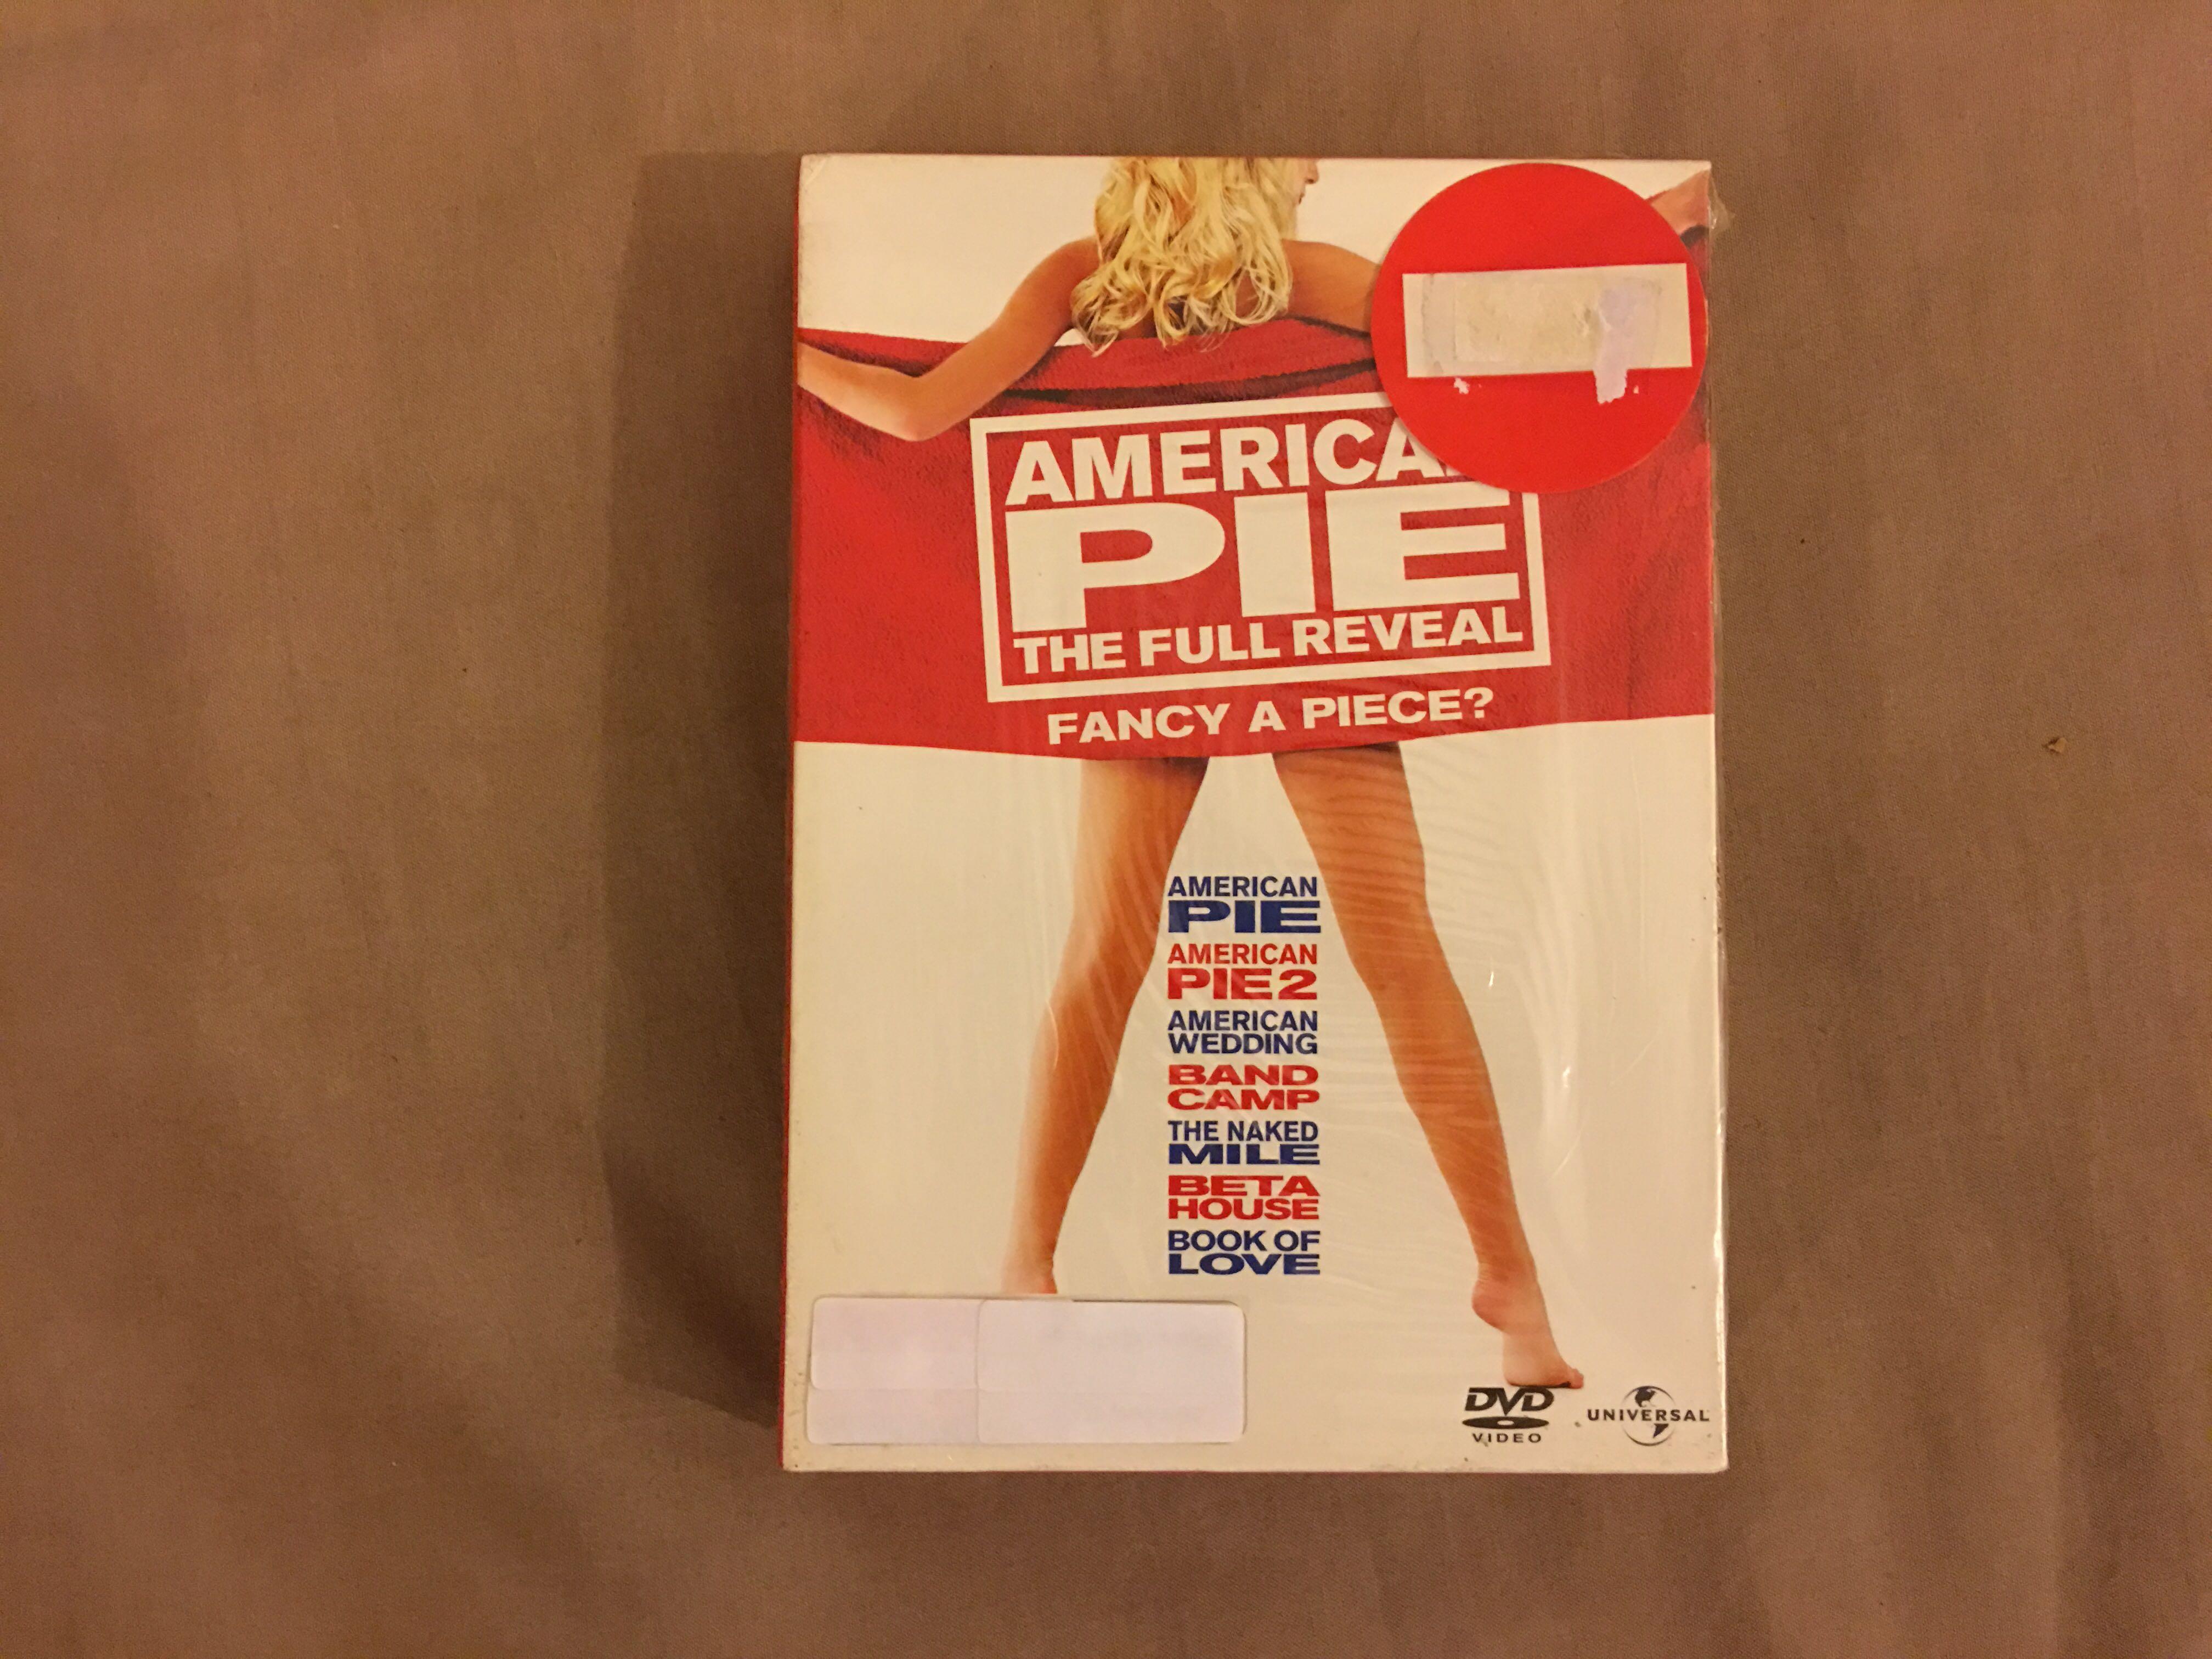 AMERICA
PIE
THE FULL REVEAL
FANCY A PIECE?
AMERICAN
PIE
AMERICAN
PIE 2
AMERICAN
WEDDING
BAND
CAMP
THE NAKED
MILE
BETA
HOUSE
BOOK OF
LOVE
DVD
VIDEO
UNIVERSAL